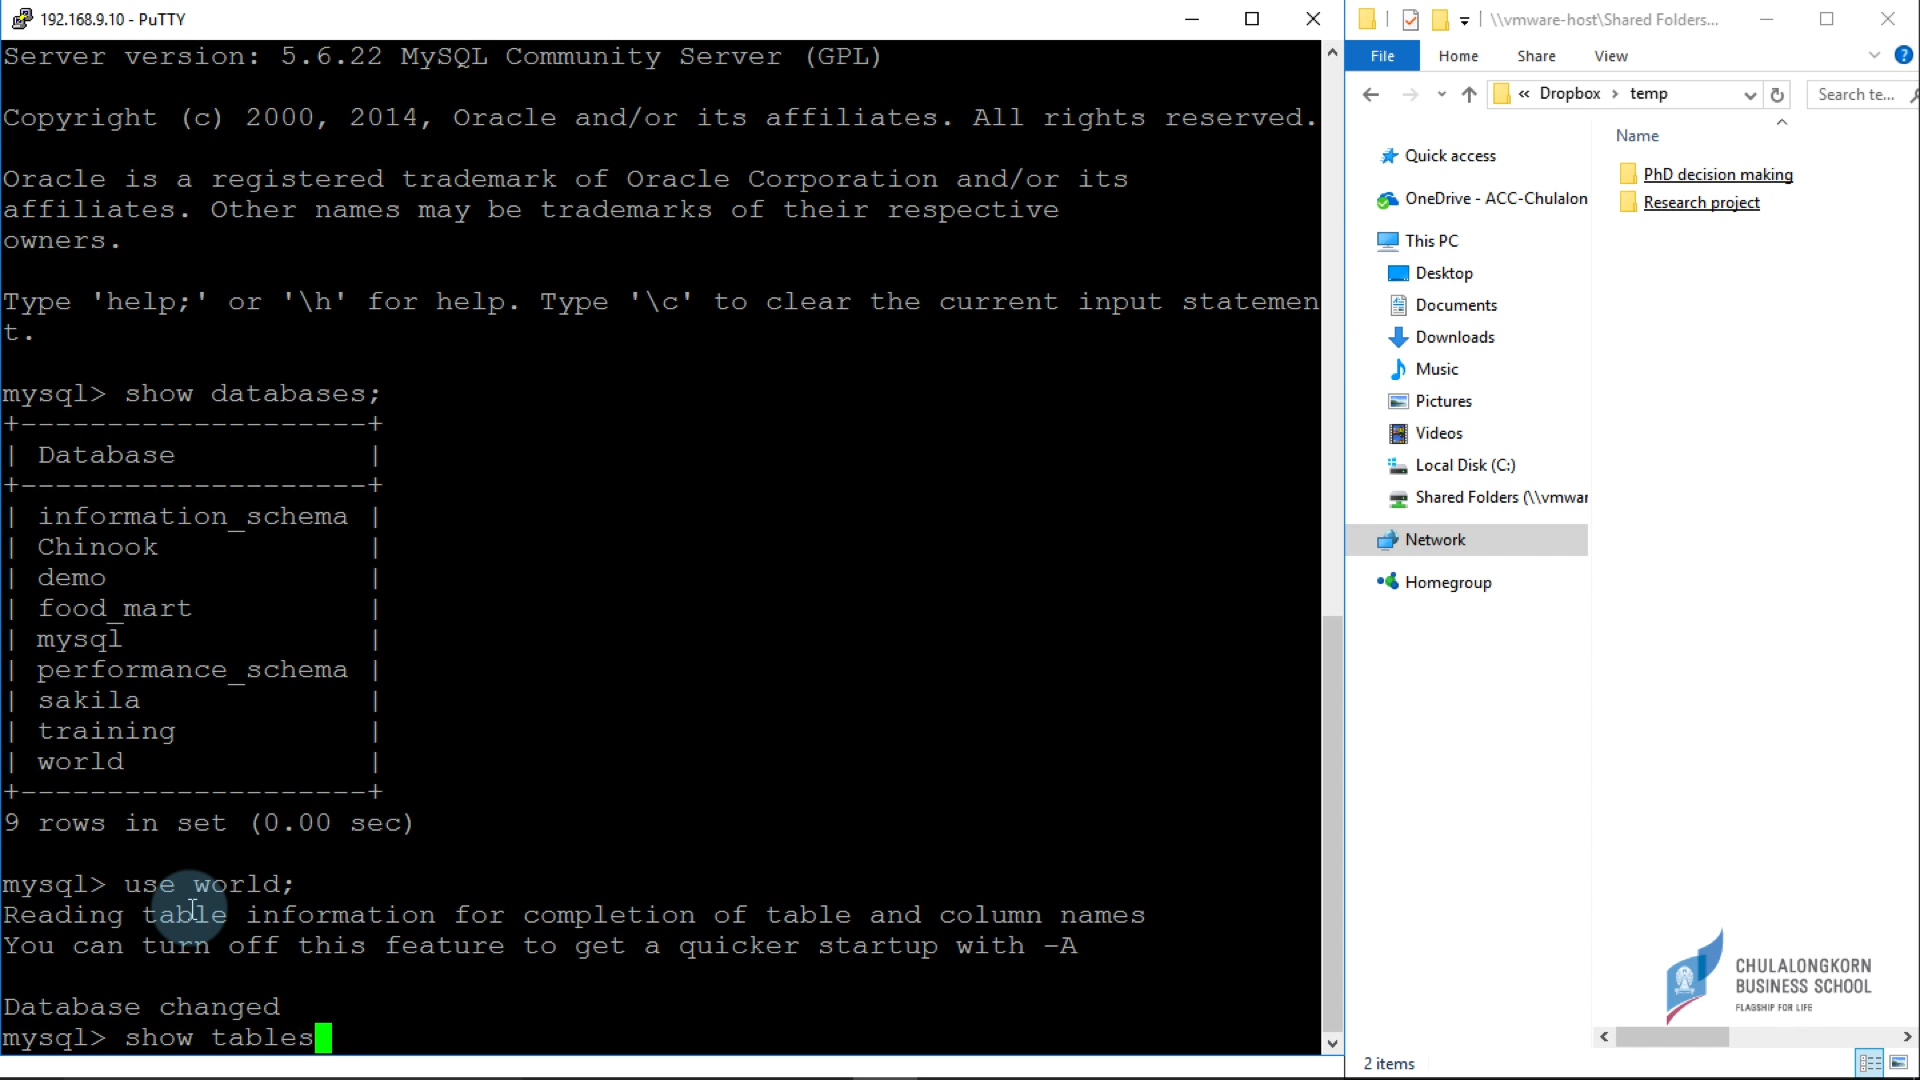 192.168.9.10 - PuTTY
Server version: 5.6.22 MySQL Community Server (GPL)
Copyright (c) 2000, 2014, Oracle and/or its affiliates. All rights reserved.
Oracle is a registered trademark of Oracle Corporation and/or its
affiliates. Other names may be trademarks of their respective
owners.
Type 'help;' or '\h' for help. Type '\c' to clear the current input statemen
t.
mysql> show databases;
+--------------------+
| Database           |
+--------------------+
| information_schema |
| Chinook            |
| demo               |
| food_mart          |
| mysql              |
| performance_schema |
| sakila             |
| training           |
| world              |
+--------------------+
9 rows in set (0.00 sec)
mysql> use world;
Reading table information for completion of table and column names
You can turn off this feature to get a quicker startup with -A
Database changed
mysql> show tables
\\vmware-host\Shared Folders...
File Home Share View
« Dropbox > temp
Search te...
Name
PhD decision making
Research project
Quick access
OneDrive - ACC-Chulalon
This PC
Desktop
Documents
Downloads
Music
Pictures
Videos
Local Disk (C:)
Shared Folders (\\vmwar
Network
Homegroup
CHULALONGKORN
BUSINESS SCHOOL
FLAGSHIP FOR LIFE
2 items